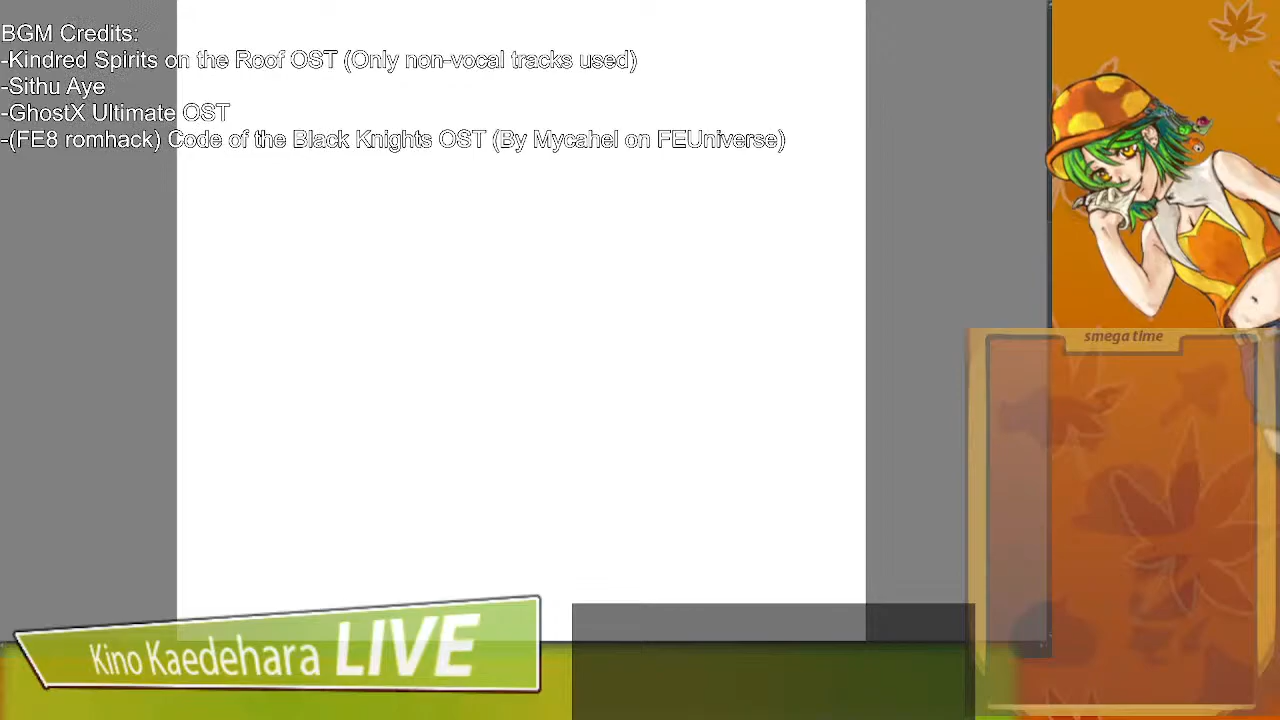 BGM Credits:
-Kindred Spirits on the Roof OST (Only non-vocal tracks used)
-Sithu Aye
-GhostX Ultimate OST
-(FE8 romhack) Code of the Black Knights OST (By Mycahel on FEUniverse)
smega time
Kino Kaedehara LIVE